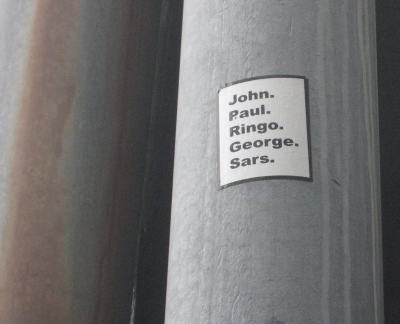 John.
Paul.
Ringo.
George.
Sars.